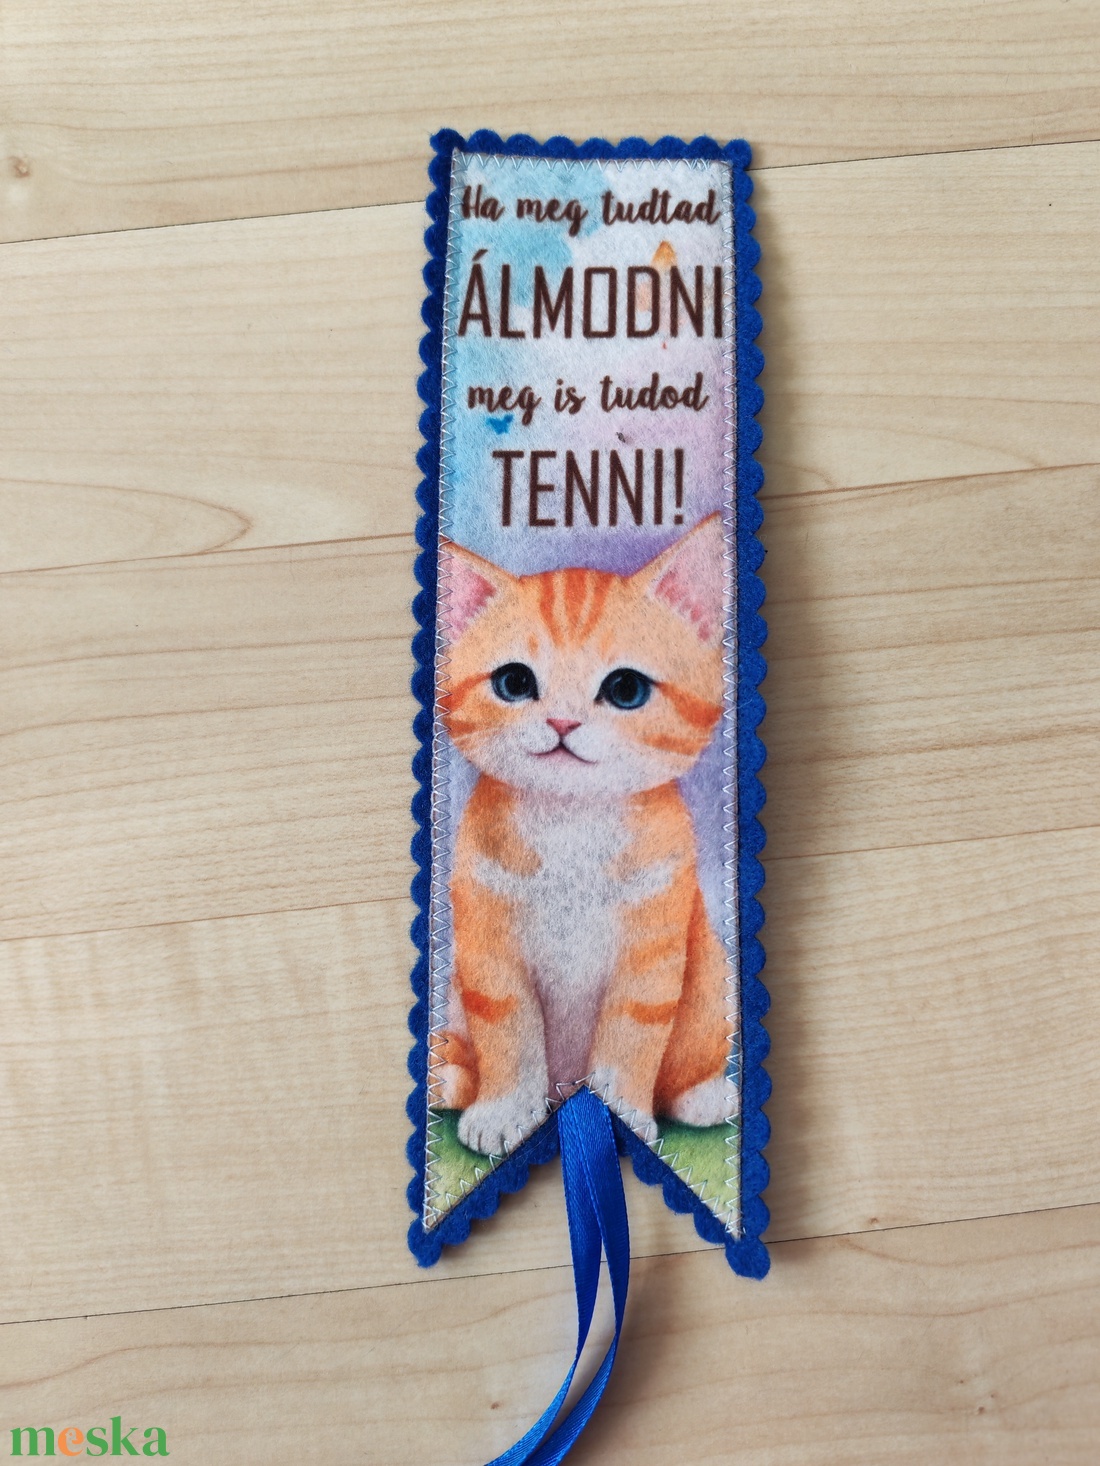 Ha meg tudtad
ÁLMODNI
meg is tudod
TENNI!
meska